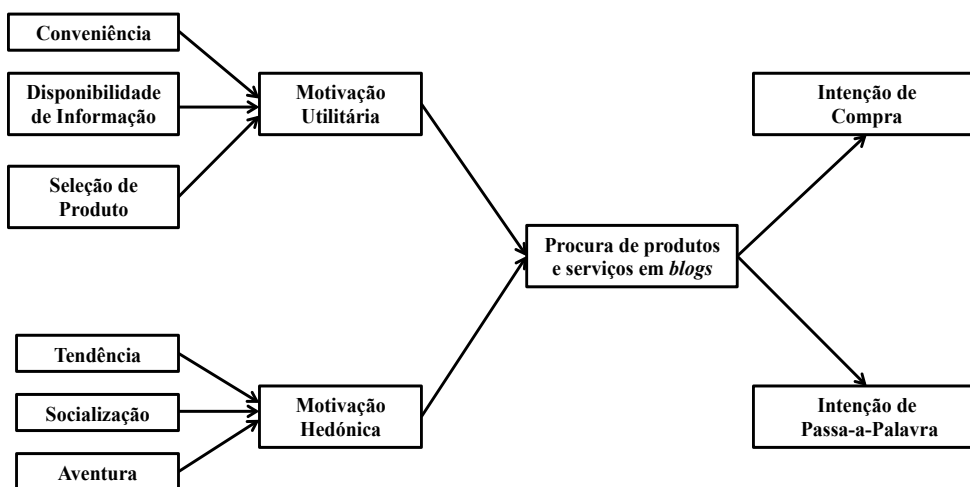 Conveniência
Disponibilidade
de Informação
Seleção de
Produto
Motivação
Utilitária
Tendência
Socialização
Aventura
Motivação
Hedónica
Procura de produtos
e serviços em blogs
Intenção de
Compra
Intenção de
Passa-a-Palavra